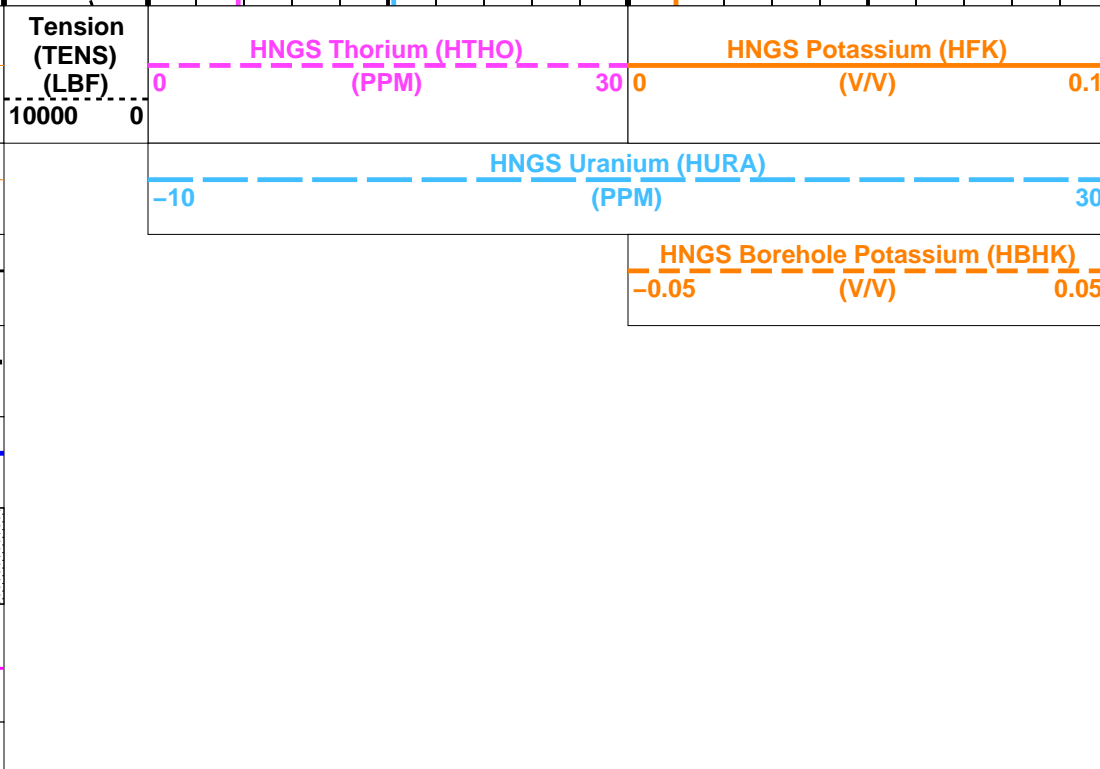 Tension
(TENS)
(LBF)
10000 0
HNGS Thorium (HTHO)
0 (PPM) 30
HNGS Potassium (HFK)
0 (V/V) 0.1
HNGS Uranium (HURA)
–10 (PPM) 30
HNGS Borehole Potassium (HBHK)
–0.05 (V/V) 0.05